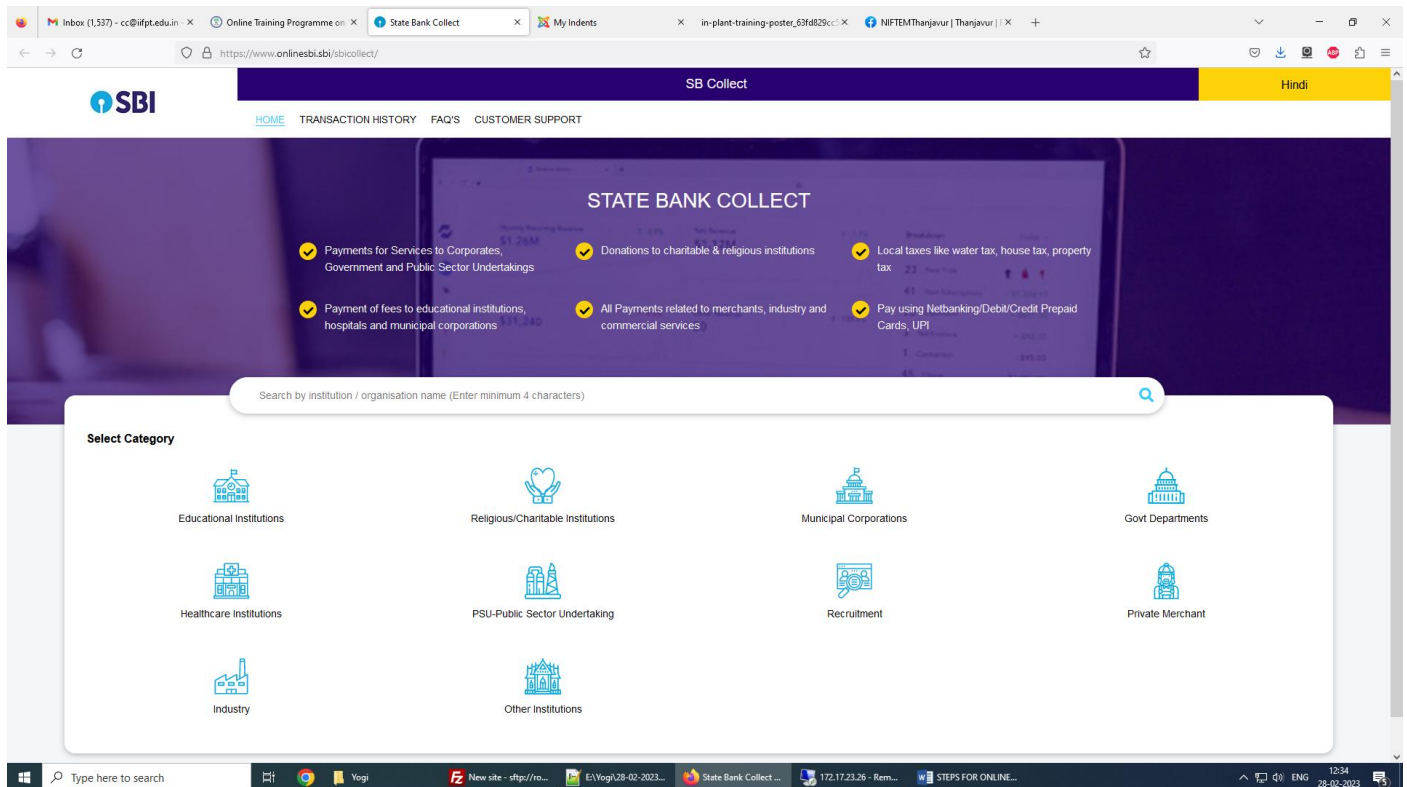 Inbox (1,537) - cc@iifpt.edu.in -
Online Training Programme on
State Bank Collect
My Indents
in-plant-training-poster_63fd829cc
NIFTEMThanjavur | Thanjavur |
https://www.onlinesbi.sbi/sbicollect/
ABP
SBI
SB Collect
Hindi
HOME TRANSACTION HISTORY FAQ'S CUSTOMER SUPPORT
STATE BANK COLLECT
Payments for Services to Corporates,
Government and Public Sector Undertakings
Donations to charitable & religious institutions
Local taxes like water tax, house tax, property
tax
Payment of fees to educational institutions,
hospitals and municipal corporations
All Payments related to merchants, industry and
commercial services
Pay using Netbanking/Debit/Credit Prepaid
Cards, UPI
$1.26M
$31,240
Search by institution / organisation name (Enter minimum 4 characters)
Select Category
Educational Institutions
Religious/Charitable Institutions
Municipal Corporations
Govt Departments
Healthcare Institutions
PSU-Public Sector Undertaking
Recruitment
Private Merchant
Industry
Other Institutions
Type here to search
Yogi
New site - sftp://ro...
E:\Yogi\28-02-2023...
State Bank Collect ...
172.17.23.26 - Rem...
STEPS FOR ONLINE...
ENG
12:34
28-02-2023
5